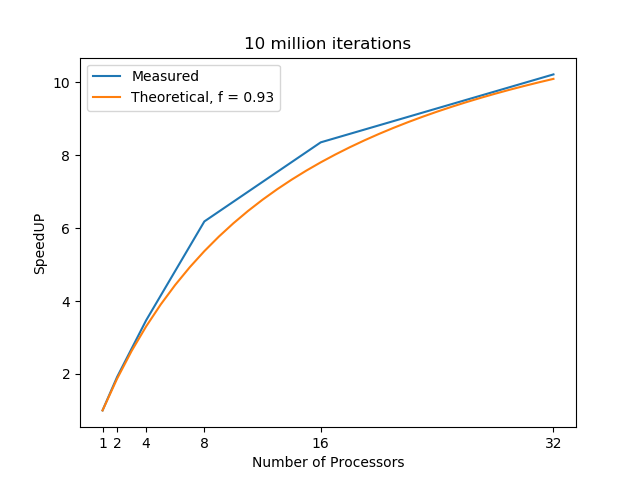 10 million iterations
Measured
Theoretical, f = 0.93
SpeedUP
10
8
6
4
2
1 2 4 8 16 32
Number of Processors